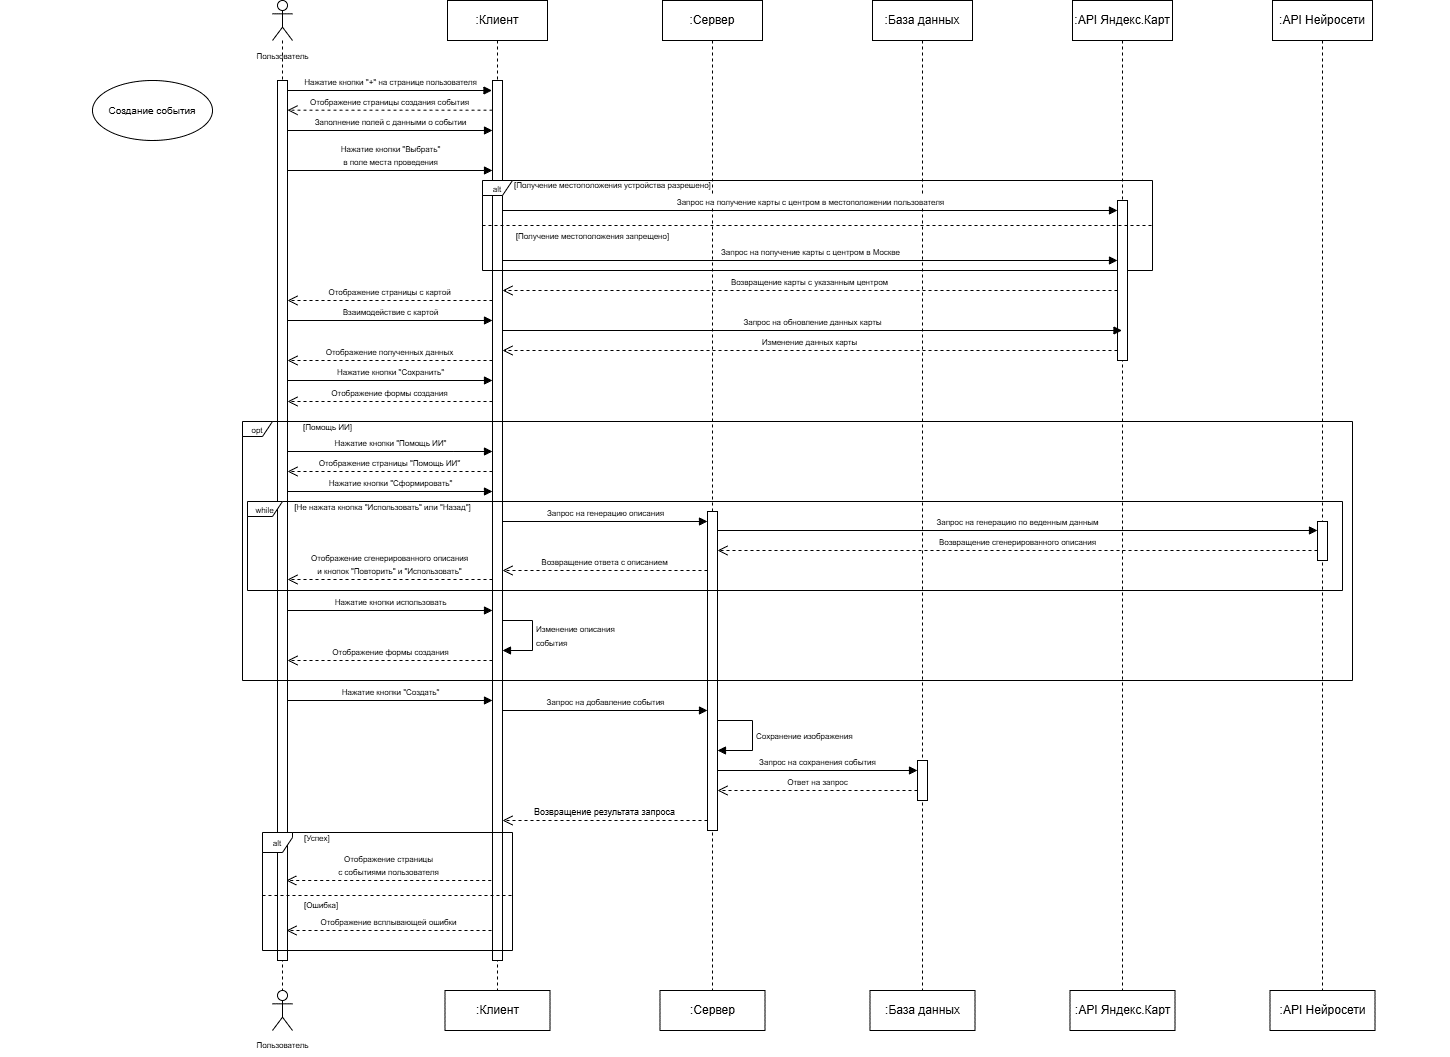 :Клиент
:Сервер
:База данных
:API Яндекс.Карт
:API Нейросети
Пользователь
Создание события
Нажатие кнопки "+" на странице пользователя
Отображение страницы создания события
Заполнение полей с данными о событии
Нажатие кнопки "Выбрать"
в поле места проведения
alt
[Получение местоположения устройства разрешено]
Запрос на получение карты с центром в местоположении пользователя
[Получение местоположения запрещено]
Запрос на получение карты с центром в Москве
Возвращение карты с указанным центром
Отображение страницы с картой
Взаимодействие с картой
Запрос на обновление данных карты
Изменение данных карты
Отображение полученных данных
Нажатие кнопки "Сохранить"
Отображение формы создания
opt
[Помощь ИИ]
Нажатие кнопки "Помощь ИИ"
Отображение страницы "Помощь ИИ"
Нажатие кнопки "Сформировать"
while
[Не нажата кнопка "Использовать" или "Назад"]
Запрос на генерацию описания
Запрос на генерацию по веденным данным
Возвращение сгенерированного описания
Возвращение ответа с описанием
Отображение сгенерированного описания
и кнопок "Повторить" и "Использовать"
Нажатие кнопки использовать
Изменение описания
события
Отображение формы создания
Нажатие кнопки "Создать"
Запрос на добавление события
Сохранение изображения
Запрос на сохранения события
Ответ на запрос
Возвращение результата запроса
alt
[Успех]
Отображение страницы
с событиями пользователя
[Ошибка]
Отображение всплывающей ошибки
:Клиент
:Сервер
:База данных
:API Яндекс.Карт
:API Нейросети
Пользователь